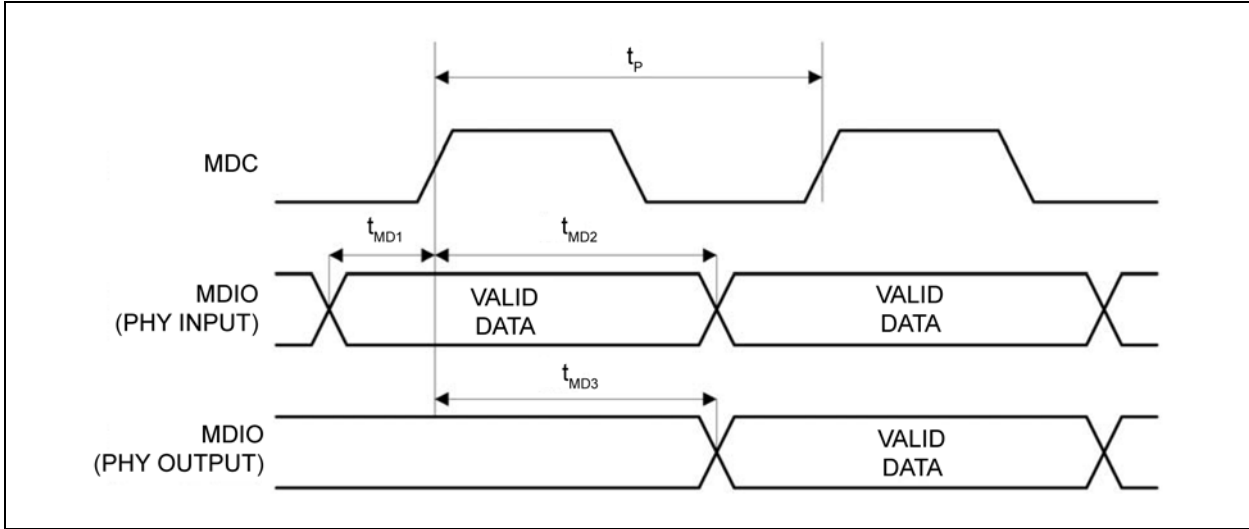 tP
MDC
tMD1
tMD2
MDIO
(PHY INPUT)
VALID
DATA
VALID
DATA
tMD3
MDIO
(PHY OUTPUT)
VALID
DATA